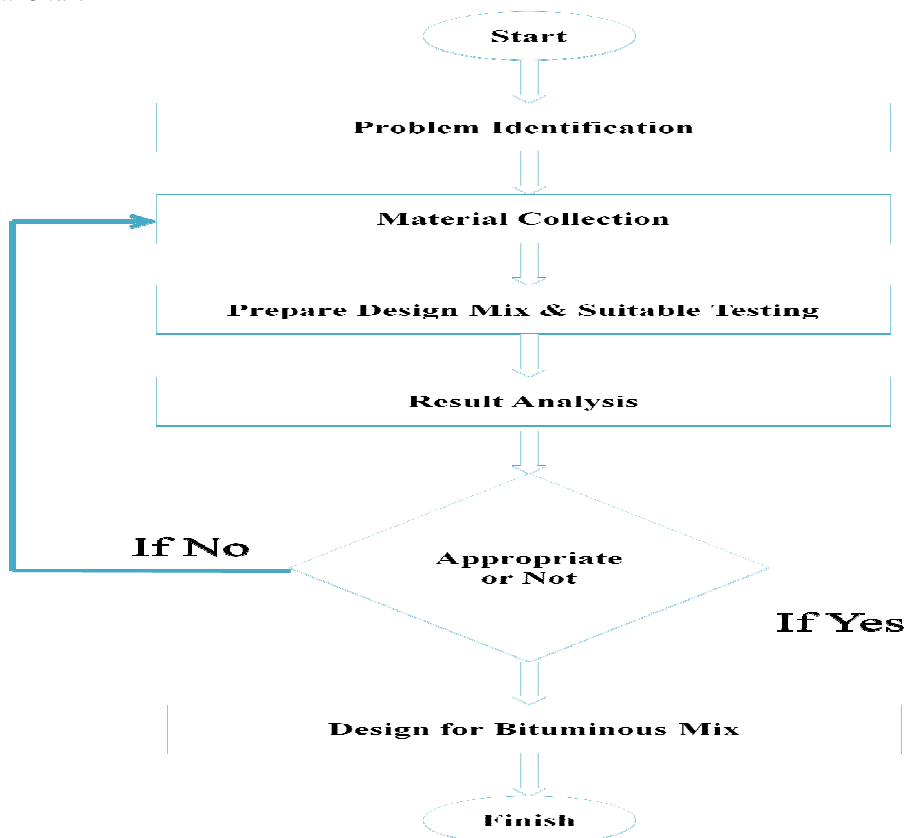 Start
Problem Identification
Material Collection
Prepare Design Mix & Suitable Testing
Result Analysis
If No
Appropriate
or Not
If Yes
Design for Bituminous Mix
Finish